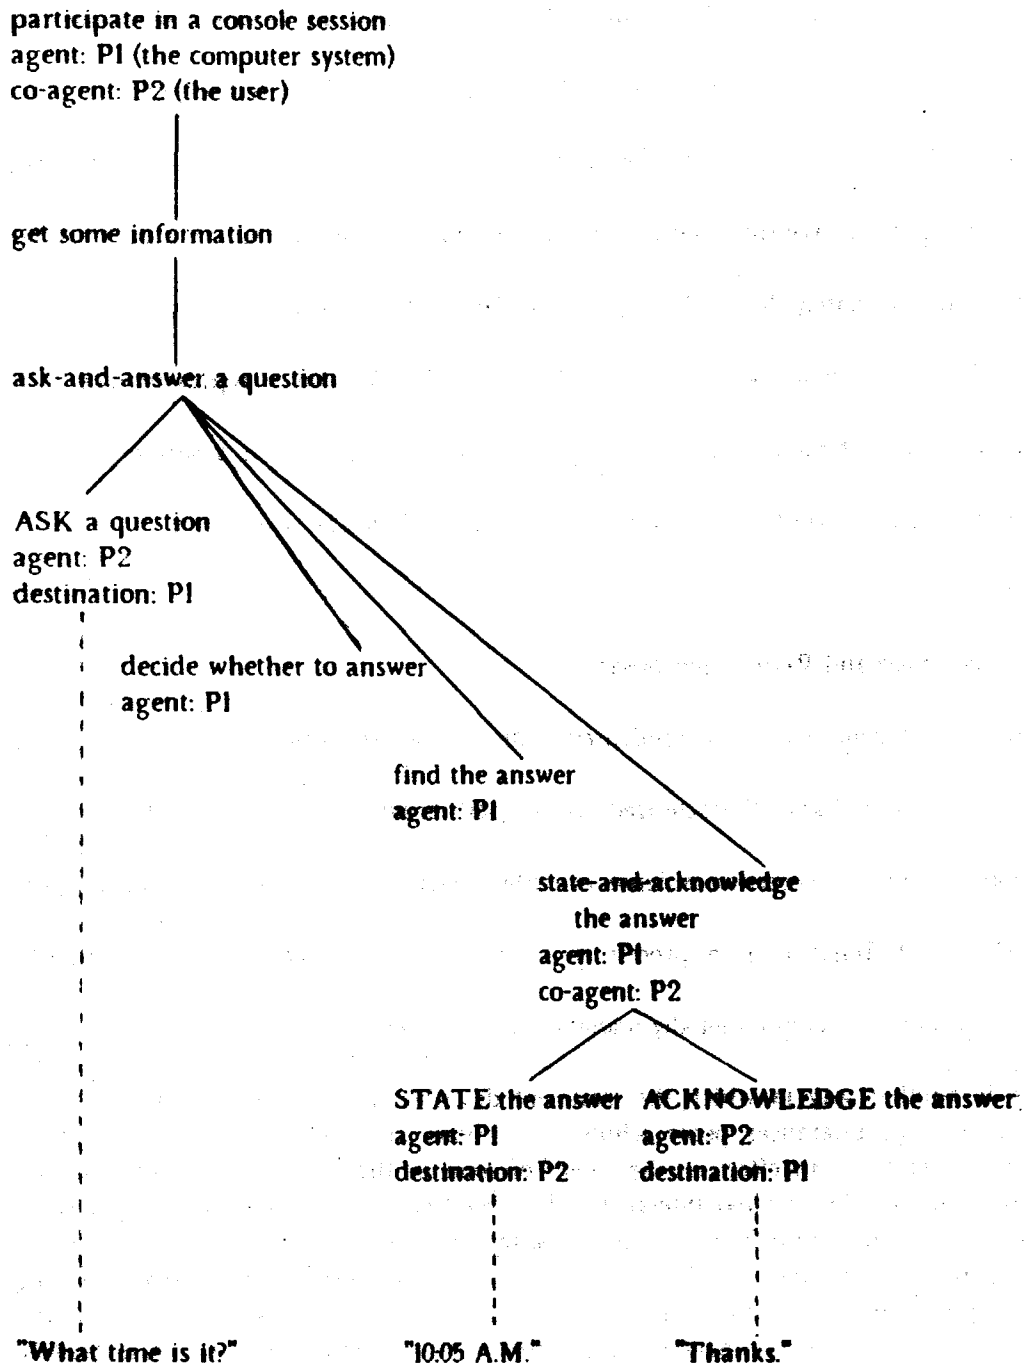 participate in a console session
agent: P1 (the computer system)
co-agent: P2 (the user)
get some information
ask-and-answer a question
ASK a question
agent: P2
destination: P1
decide whether to answer
agent: P1
find the answer
agent: P1
state-and-acknowledge
the answer
agent: P1
co-agent: P2
STATE the answer
agent: P1
destination: P2
ACKNOWLEDGE the answer
agent: P2
destination: P1
"What time is it?"
"10:05 A.M."
"Thanks."